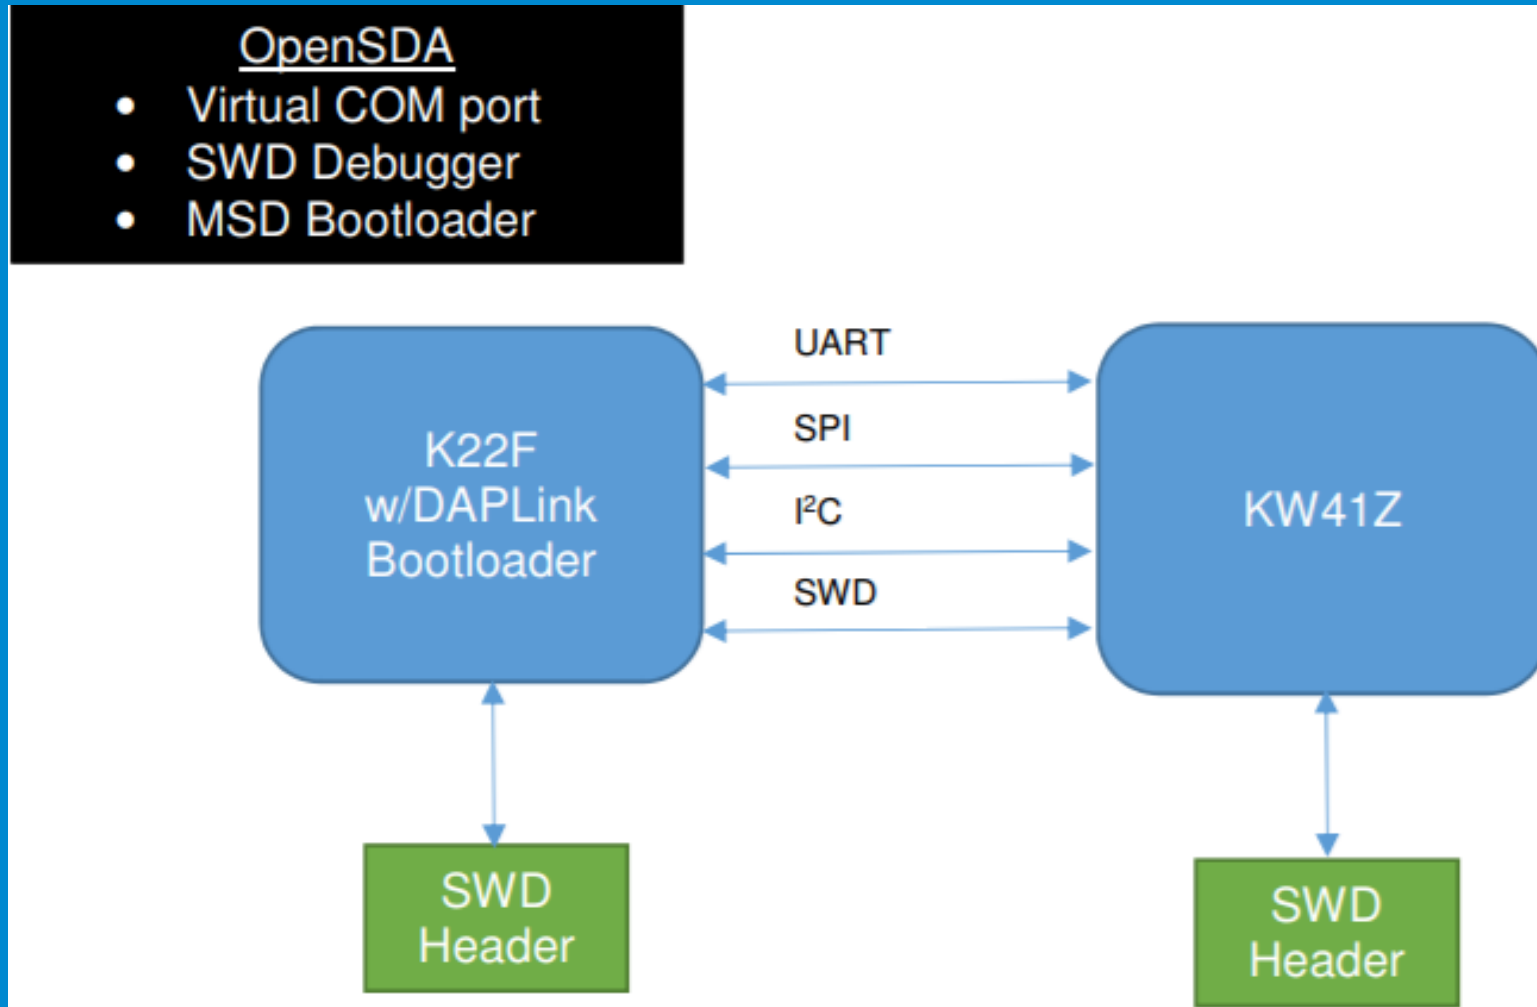 OpenSDA
• Virtual COM port
• SWD Debugger
• MSD Bootloader
UART
SPI
I²C
SWD
K22F
w/DAPLink
Bootloader
KW41Z
SWD
Header
SWD
Header